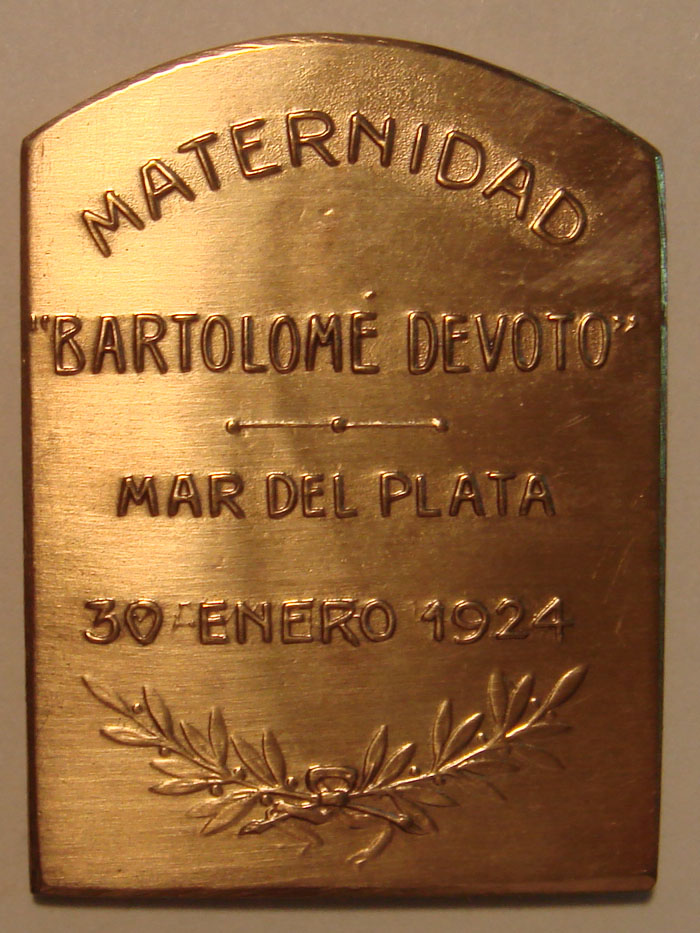 MATERNIDAD
"BARTOLOMÉ DEVOTO"
MAR DEL PLATA
30 ENERO 1924